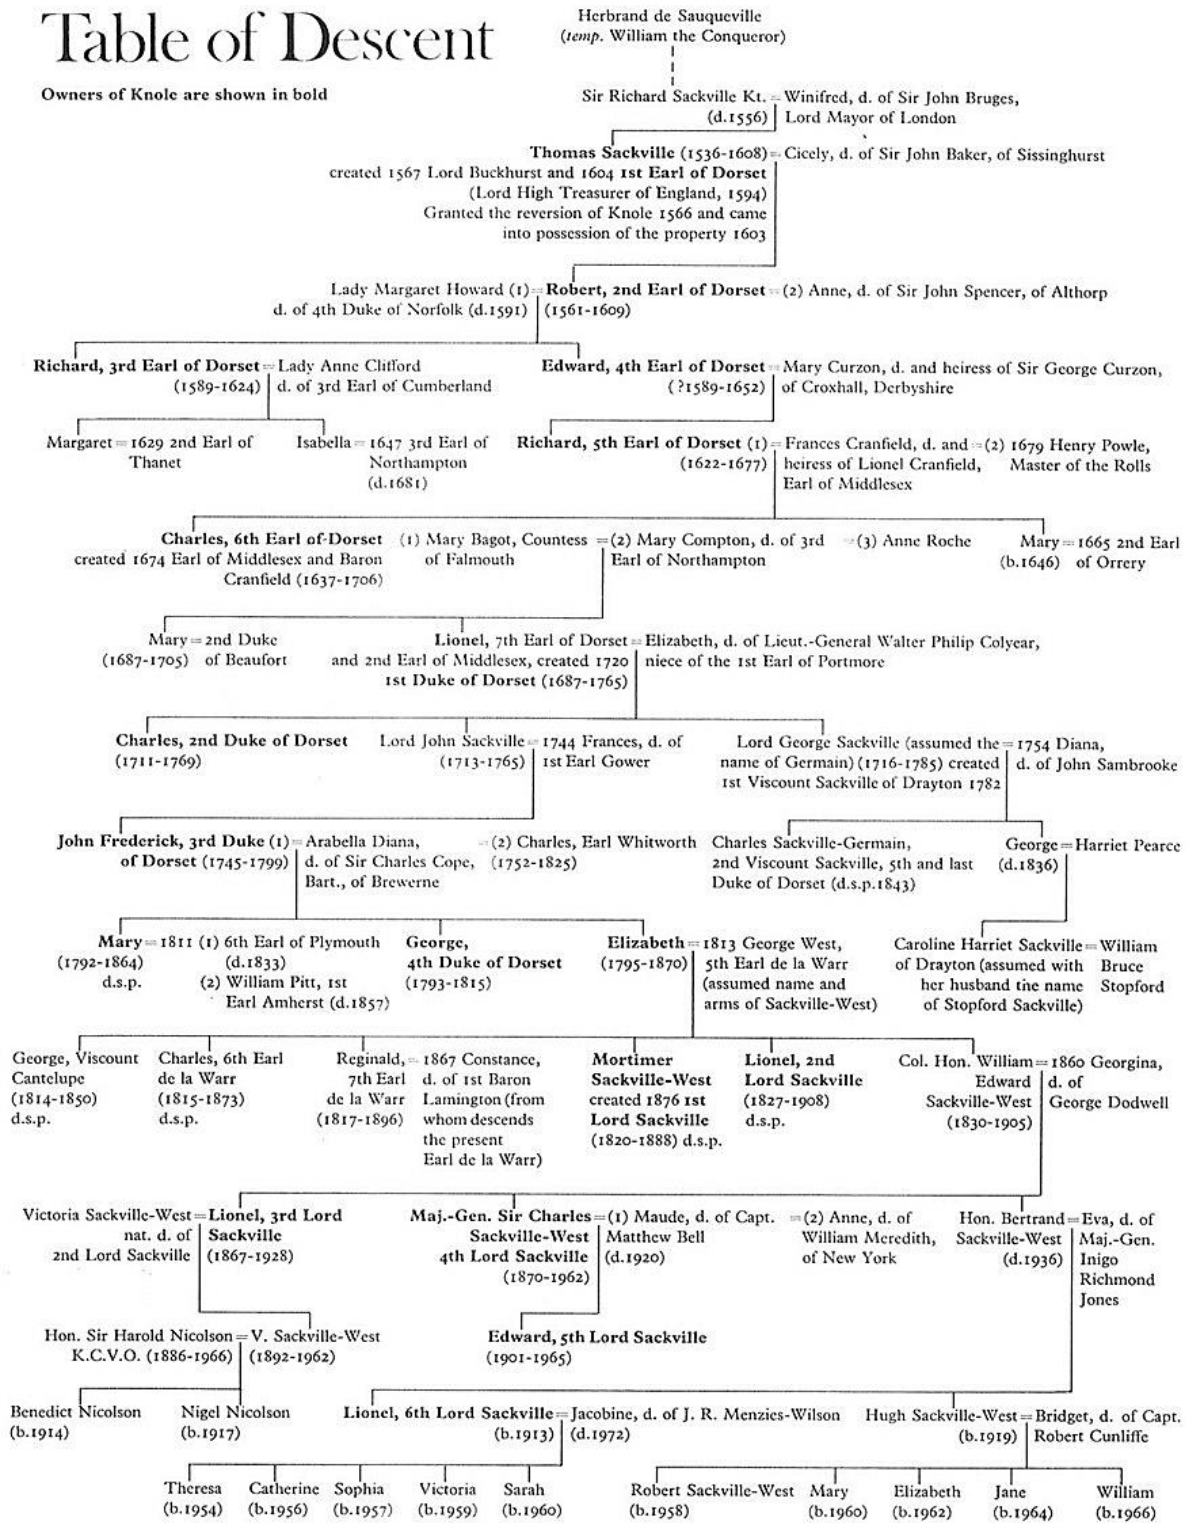 Table of Descent
Owners of Knole are shown in bold
Herbrand de Sauqueville
(temp. William the Conqueror)
Sir Richard Sackville Kt. = Winifred, d. of Sir John Bruges,
(d.1556) Lord Mayor of London
Thomas Sackville (1536-1608) = Cicely, d. of Sir John Baker, of Sissinghurst
created 1567 Lord Buckhurst and 1604 1st Earl of Dorset
(Lord High Treasurer of England, 1594)
Granted the reversion of Knole 1566 and came
into possession of the property 1603
Lady Margaret Howard (1) = Robert, 2nd Earl of Dorset = (2) Anne, d. of Sir John Spencer, of Althorp
d. of 4th Duke of Norfolk (d.1591) (1561-1609)
Richard, 3rd Earl of Dorset = Lady Anne Clifford
(1589-1624) d. of 3rd Earl of Cumberland
Edward, 4th Earl of Dorset = Mary Curzon, d. and heiress of Sir George Curzon,
(?1589-1652) of Croxhall, Derbyshire
Margaret = 1629 2nd Earl of
Thanet
Isabella = 1647 3rd Earl of
Northampton
(d.1681)
Richard, 5th Earl of Dorset (1) = Frances Cranfield, d. and = (2) 1679 Henry Powle,
(1622-1677) heiress of Lionel Cranfield, Master of the Rolls
Earl of Middlesex
Charles, 6th Earl of Dorset (1) Mary Bagot, Countess = (2) Mary Compton, d. of 3rd = (3) Anne Roche
created 1674 Earl of Middlesex and Baron of Falmouth Earl of Northampton
Cranfield (1637-1706)
Mary = 1665 2nd Earl
(b.1646) of Orrery
Mary = 2nd Duke
(1687-1705) of Beaufort
Lionel, 7th Earl of Dorset = Elizabeth, d. of Lieut.-General Walter Philip Colyear,
and 2nd Earl of Middlesex, created 1720 niece of the 1st Earl of Portmore
1st Duke of Dorset (1687-1765)
Charles, 2nd Duke of Dorset
(1711-1769)
Lord John Sackville = 1744 Frances, d. of
(1713-1765) 1st Earl Gower
Lord George Sackville (assumed the = 1754 Diana,
name of Germain) (1716-1785) created d. of John Sambrooke
1st Viscount Sackville of Drayton 1782
John Frederick, 3rd Duke (1) = Arabella Diana, = (2) Charles, Earl Whitworth
of Dorset (1745-1799) d. of Sir Charles Cope, (1752-1825)
Bart., of Brewerne
Charles Sackville-Germain,
2nd Viscount Sackville, 5th and last
Duke of Dorset (d.s.p.1843)
George = Harriet Pearce
(d.1836)
Mary = 1811 (1) 6th Earl of Plymouth
(1792-1864) (d.1833)
d.s.p. (2) William Pitt, 1st
Earl Amherst (d.1857)
George,
4th Duke of Dorset
(1793-1815)
Elizabeth = 1813 George West,
(1795-1870) 5th Earl de la Warr
(assumed name and
arms of Sackville-West)
Caroline Harriet Sackville = William
of Drayton (assumed with Bruce
her husband the name Stopford
of Stopford Sackville)
George, Viscount
Cantelupe
(1814-1850)
d.s.p.
Charles, 6th Earl
de la Warr
(1815-1873)
d.s.p.
Reginald, = 1867 Constance,
7th Earl d. of 1st Baron
de la Warr Lamington (from
(1817-1896) whom descends
the present
Earl de la Warr)
Mortimer
Sackville-West
created 1876 1st
Lord Sackville
(1820-1888) d.s.p.
Lionel, 2nd
Lord Sackville
(1827-1908)
d.s.p.
Col. Hon. William = 1860 Georgina,
Edward d. of
Sackville-West George Dodwell
(1830-1905)
Victoria Sackville-West = Lionel, 3rd Lord
nat. d. of Sackville
2nd Lord Sackville (1867-1928)
Maj.-Gen. Sir Charles = (1) Maude, d. of Capt. = (2) Anne, d. of
Sackville-West Matthew Bell William Meredith,
4th Lord Sackville (d.1920) of New York
(1870-1962)
Hon. Bertrand = Eva, d. of
Sackville-West Maj.-Gen.
(d.1936) Inigo
Richmond
Jones
Hon. Sir Harold Nicolson = V. Sackville-West
K.C.V.O. (1886-1966) (1892-1962)
Edward, 5th Lord Sackville
(1901-1965)
Benedict Nicolson
(b.1914)
Nigel Nicolson
(b.1917)
Lionel, 6th Lord Sackville = Jacobine, d. of J. R. Menzies-Wilson
(b.1913) (d.1972)
Hugh Sackville-West = Bridget, d. of Capt.
(b.1919) Robert Cunliffe
Theresa Catherine Sophia Victoria Sarah
(b.1954) (b.1956) (b.1957) (b.1959) (b.1960)
Robert Sackville-West Mary Elizabeth Jane William
(b.1958) (b.1960) (b.1962) (b.1964) (b.1966)